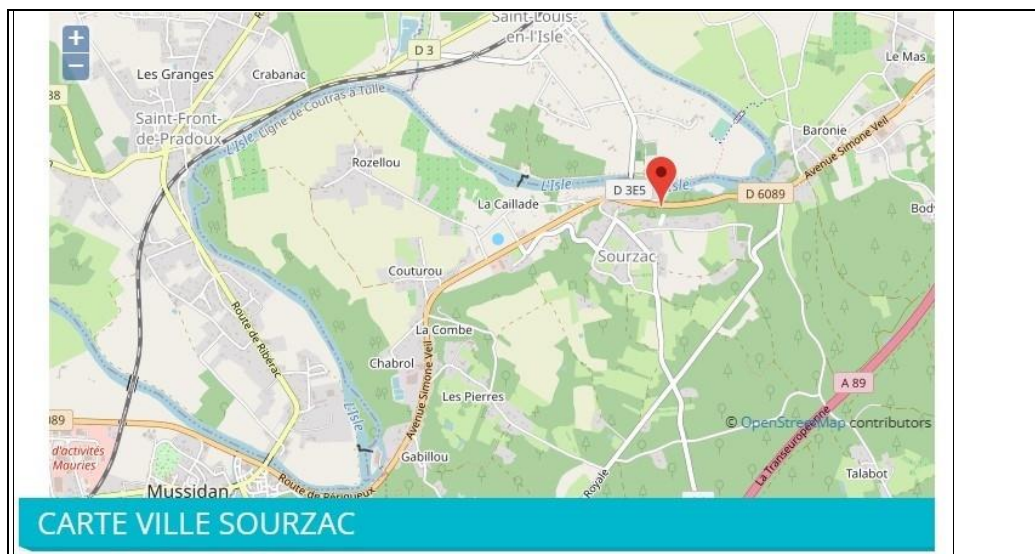 Saint-Louis-
en-l'Isle
+
−
D 3
Le Mas
Les Granges
Crabanac
Saint-Front-
de-Pradoux
L'Isle
Ligne de Coutras à Tulle
Baronie
Avenue Simone Veil
Rozellou
L'Isle
D 3E5
D 6089
La Caillade
Sourzac
Couturou
La Combe
Route de Ribérac
Chabrol
Avenue Simone Veil
A 89
Les Pierres
© OpenStreetMap contributors
L'Isle
La Transeuropéenne
d'activités
Mauries
Gabillou
Talabot
Royale
Mussidan
Route de Périgueux
CARTE VILLE SOURZAC